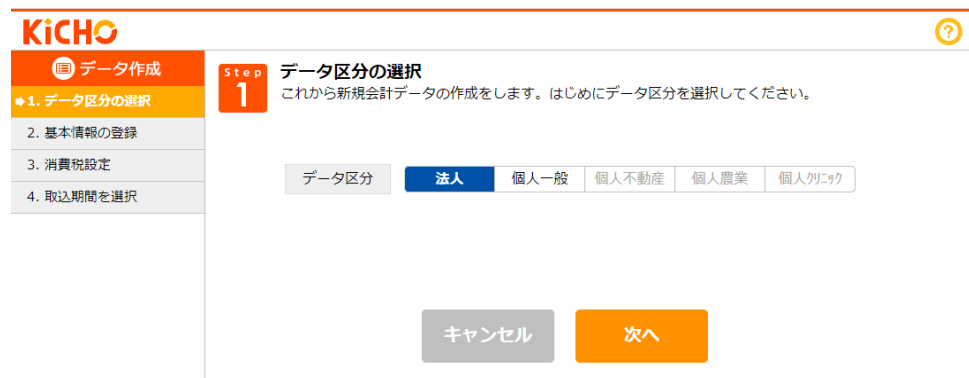 KiCHO
?
データ作成
1. データ区分の選択
2. 基本情報の登録
3. 消費税設定
4. 取込期間を選択
Step
1
データ区分の選択
これから新規会計データの作成をします。はじめにデータ区分を選択してください。
データ区分 法人 個人一般 個人不動産 個人農業 個人ｸﾘﾆｯｸ
キャンセル 次へ